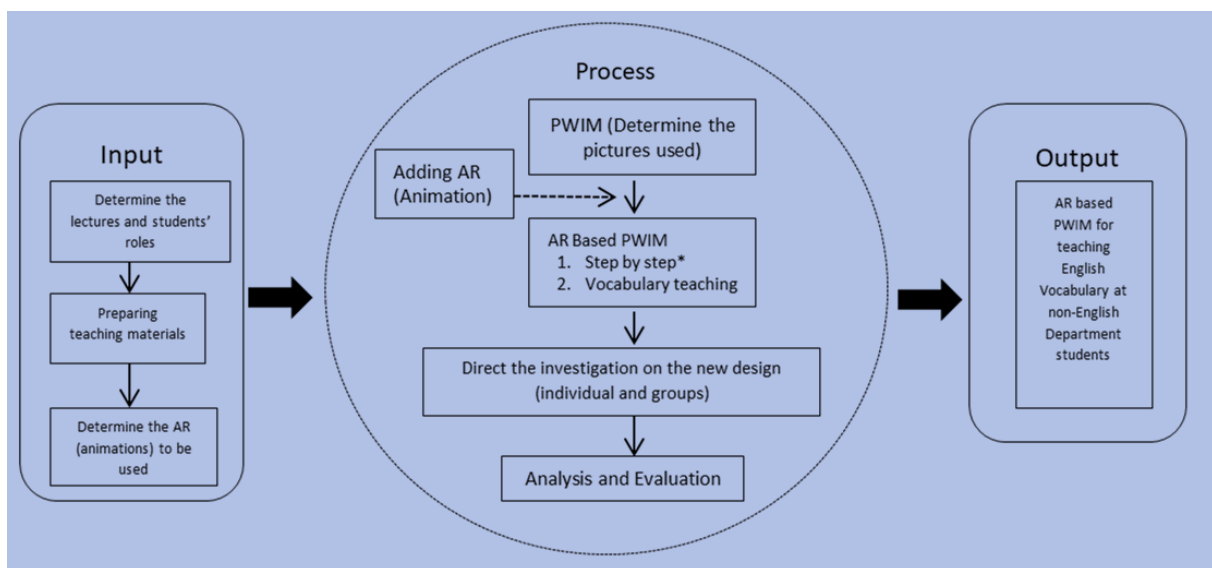 Input
Determine the
lectures and students’
roles
Preparing
teaching materials
Determine the AR
(animations) to be
used
Process
PWIM (Determine the
pictures used)
Adding AR
(Animation)
AR Based PWIM
1. Step by step*
2. Vocabulary teaching
Direct the investigation on the new design
(individual and groups)
Analysis and Evaluation
Output
AR based
PWIM for
teaching
English
Vocabulary at
non-English
Department
students